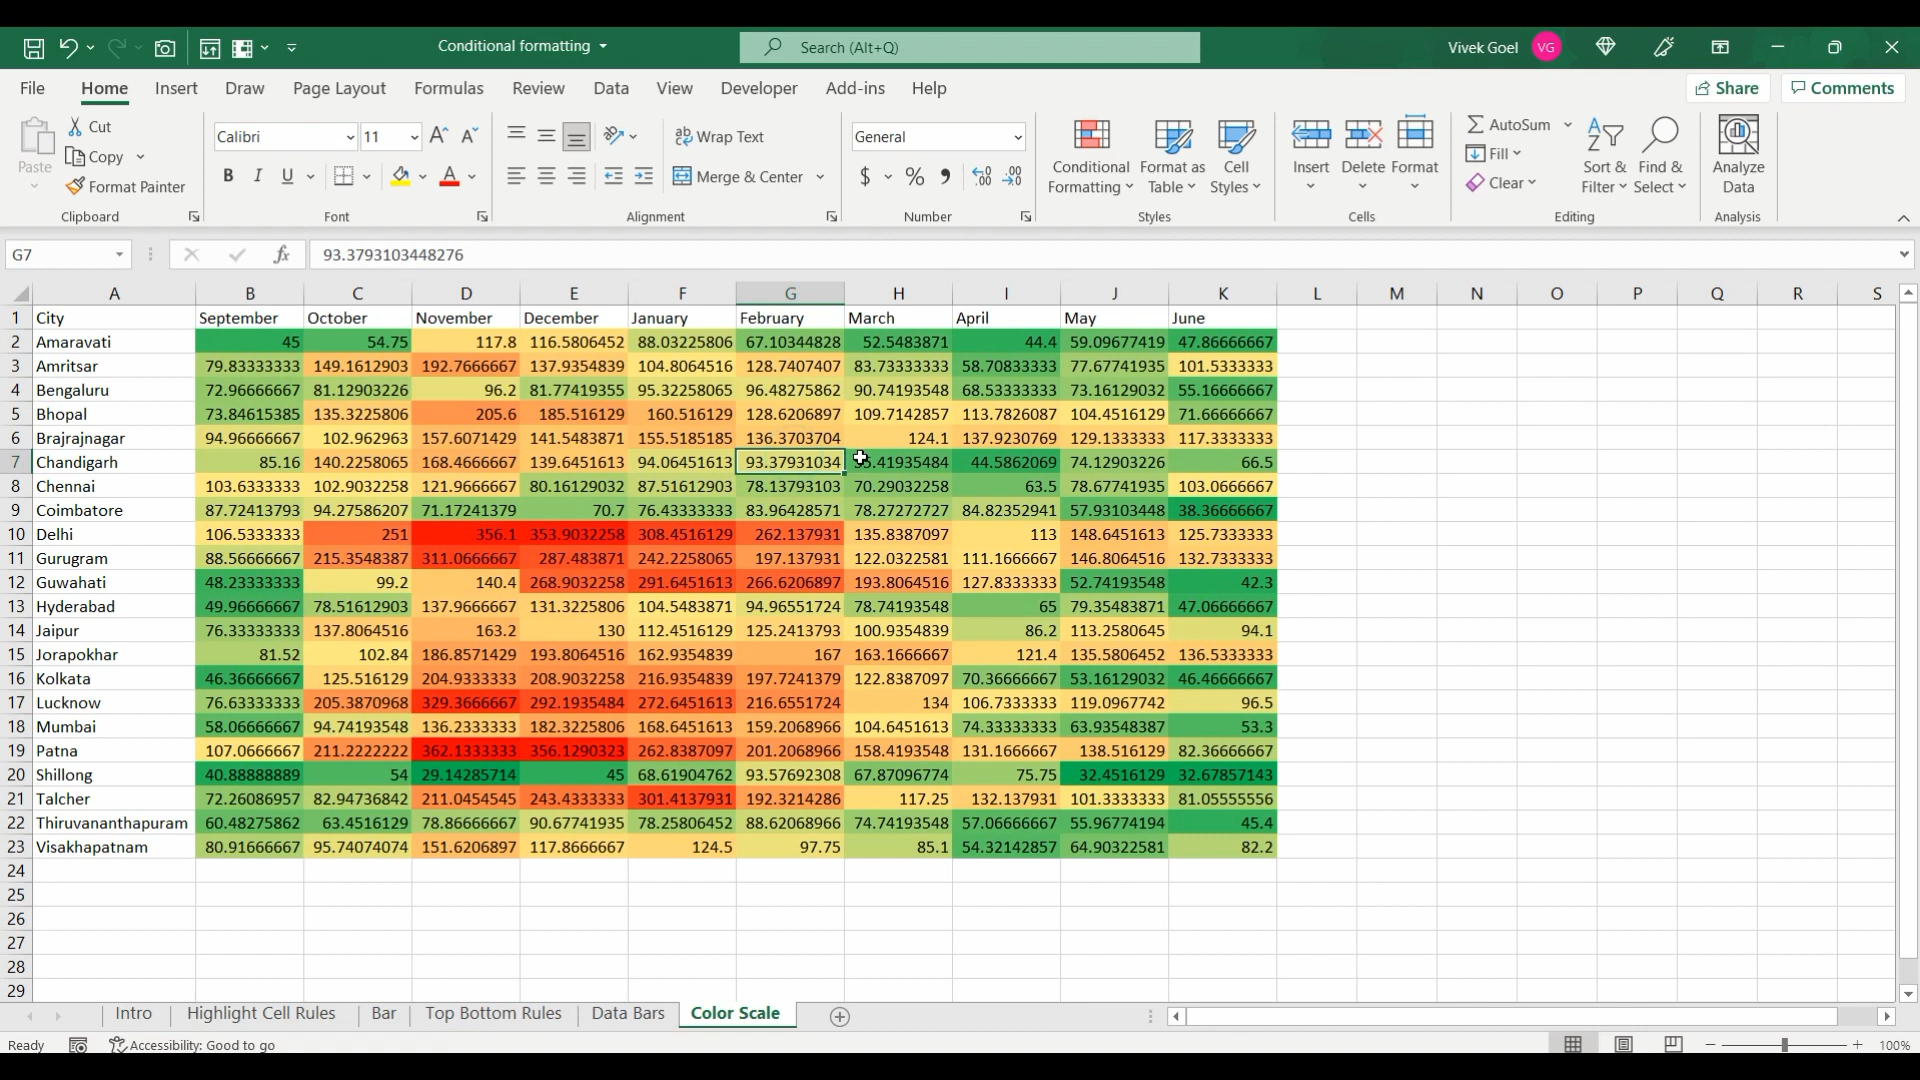 Conditional formatting
Search (Alt+Q)
Vivek Goel VG
File Home Insert Draw Page Layout Formulas Review Data View Developer Add-ins Help Share Comments
Paste Cut Copy Format Painter Clipboard
Calibri 11 B I U A Font
Wrap Text Merge & Center Alignment
General $ % Number
Conditional Formatting Format as Table Cell Styles Styles
Insert Delete Format Cells
AutoSum Fill Clear Sort & Filter Find & Select Editing
Analyze Data Analysis
G7 fx 93.3793103448276
A B C D E F G H I J K L M N O P Q R S
1 City September October November December January February March April May June
2 Amaravati 45 54.75 117.8 116.5806452 88.03225806 67.10344828 52.5483871 44.4 59.09677419 47.86666667
3 Amritsar 79.83333333 149.1612903 192.7666667 137.9354839 104.8064516 128.7407407 83.73333333 58.70833333 77.67741935 101.5333333
4 Bengaluru 72.96666667 81.12903226 96.2 81.77419355 95.32258065 96.48275862 90.74193548 68.53333333 73.16129032 55.16666667
5 Bhopal 73.84615385 135.3225806 205.6 185.516129 160.516129 128.6206897 109.7142857 113.7826087 104.4516129 71.66666667
6 Brajrajnagar 94.96666667 102.962963 157.6071429 141.5483871 155.5185185 136.3703704 124.1 137.9230769 129.1333333 117.3333333
7 Chandigarh 85.16 140.2258065 168.4666667 139.6451613 94.06451613 93.37931034 5.41935484 44.5862069 74.12903226 66.5
8 Chennai 103.6333333 102.9032258 121.9666667 80.16129032 87.51612903 78.13793103 70.29032258 63.5 78.67741935 103.0666667
9 Coimbatore 87.72413793 94.27586207 71.17241379 70.7 76.43333333 83.96428571 78.27272727 84.82352941 57.93103448 38.36666667
10 Delhi 106.5333333 251 356.1 353.9032258 308.4516129 262.137931 135.8387097 113 148.6451613 125.7333333
11 Gurugram 88.56666667 215.3548387 311.0666667 287.483871 242.2258065 197.137931 122.0322581 111.1666667 146.8064516 132.7333333
12 Guwahati 48.23333333 99.2 140.4 268.9032258 291.6451613 266.6206897 193.8064516 127.8333333 52.74193548 42.3
13 Hyderabad 49.96666667 78.51612903 137.9666667 131.3225806 104.5483871 94.96551724 78.74193548 65 79.35483871 47.06666667
14 Jaipur 76.33333333 137.8064516 163.2 130 112.4516129 125.2413793 100.9354839 86.2 113.2580645 94.1
15 Jorapokhar 81.52 102.84 186.8571429 193.8064516 162.9354839 167 163.1666667 121.4 135.5806452 136.5333333
16 Kolkata 46.36666667 125.516129 204.9333333 208.9032258 216.9354839 197.7241379 122.8387097 70.36666667 53.16129032 46.46666667
17 Lucknow 76.63333333 205.3870968 329.3666667 292.1935484 272.6451613 216.6551724 134 106.7333333 119.0967742 96.5
18 Mumbai 58.06666667 94.74193548 136.2333333 182.3225806 168.6451613 159.2068966 104.6451613 74.33333333 63.93548387 53.3
19 Patna 107.0666667 211.2222222 362.1333333 356.1290323 262.8387097 201.2068966 158.4193548 131.1666667 138.516129 82.36666667
20 Shillong 40.88888889 54 29.14285714 45 68.61904762 93.57692308 67.87096774 75.75 32.4516129 32.67857143
21 Talcher 72.26086957 82.94736842 211.0454545 243.4333333 301.4137931 192.3214286 117.25 132.137931 101.3333333 81.05555556
22 Thiruvananthapuram 60.48275862 63.4516129 78.86666667 90.67741935 78.25806452 88.62068966 74.74193548 57.06666667 55.96774194 45.4
23 Visakhapatnam 80.91666667 95.74074074 151.6206897 117.8666667 124.5 97.75 85.1 54.32142857 64.90322581 82.2
24
25
26
27
28
29
Intro Highlight Cell Rules Bar Top Bottom Rules Data Bars Color Scale
Ready Accessibility: Good to go 100%